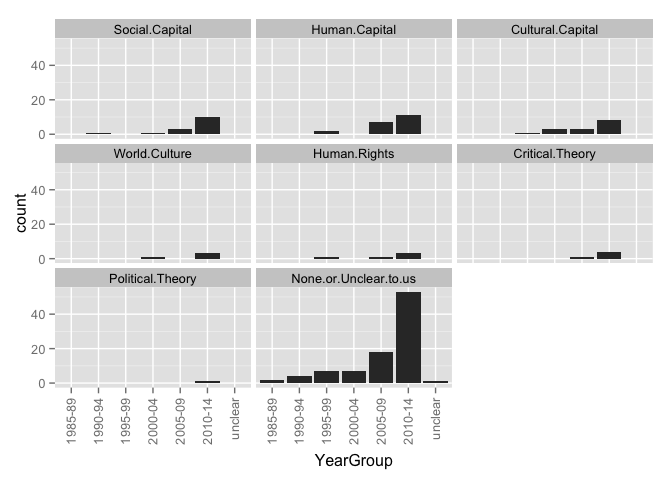 Social.Capital Human.Capital Cultural.Capital
40
20
0
World.Culture Human.Rights Critical.Theory
40
20
0
Political.Theory None.or.Unclear.to.us
40
20
0
count
1985-89 1990-94 1995-99 2000-04 2005-09 2010-14 unclear 1985-89 1990-94 1995-99 2000-04 2005-09 2010-14 unclear
YearGroup